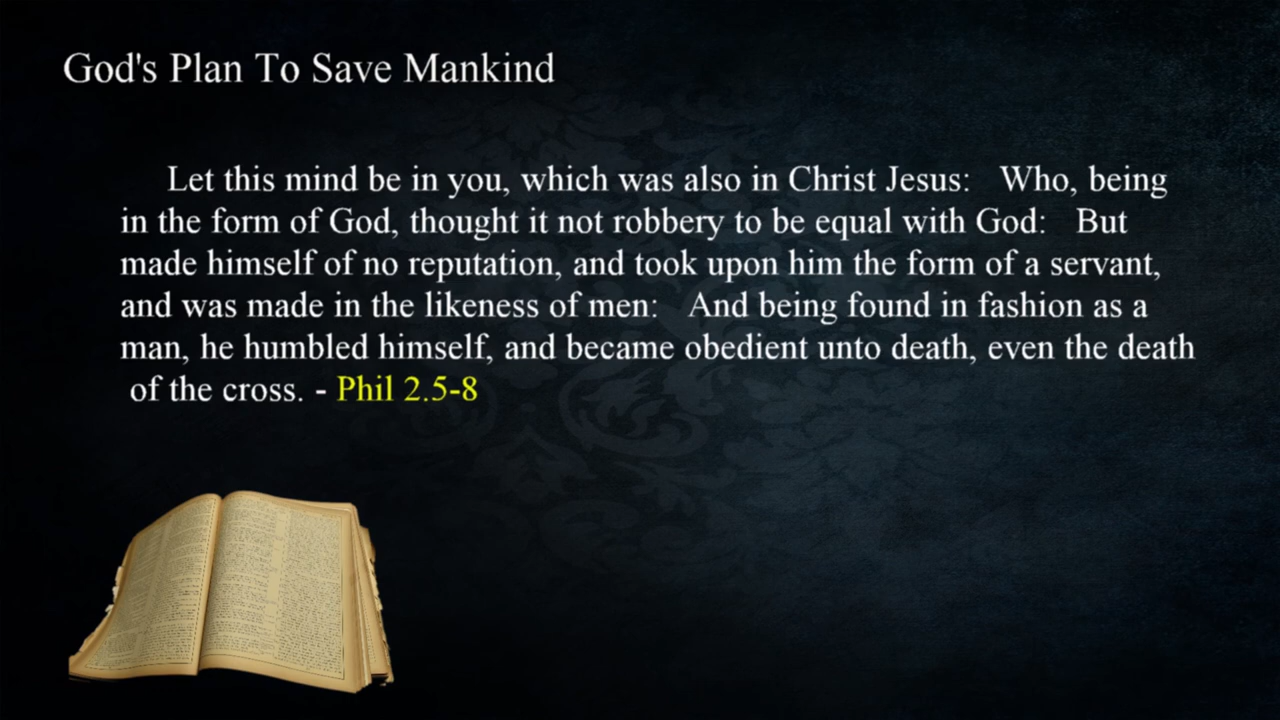 God's Plan To Save Mankind
Let this mind be in you, which was also in Christ Jesus:   Who, being
in the form of God, thought it not robbery to be equal with God:   But
made himself of no reputation, and took upon him the form of a servant,
and was made in the likeness of men:   And being found in fashion as a
man, he humbled himself, and became obedient unto death, even the death
of the cross. - Phil 2.5-8